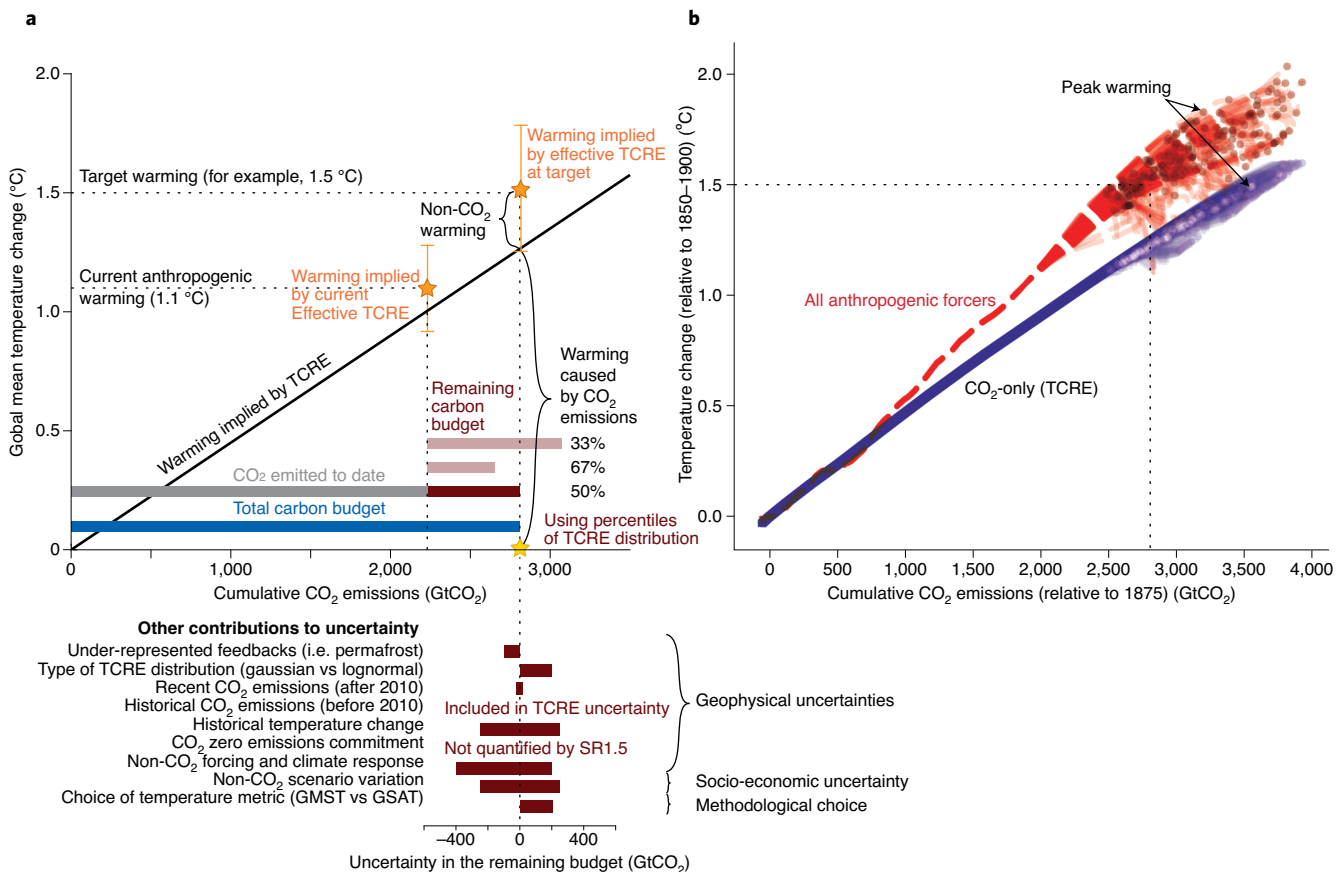 a
2.0
1.5
1.0
0.5
0
Gobal mean temperature change (°C)
Target warming (for example, 1.5 °C)
Current anthropogenic
warming (1.1 °C)
Warming implied
by effective TCRE
at target
Non-CO₂
warming
Warming implied
by current
Effective TCRE
Warming implied by TCRE
Warming
caused
by CO₂
emissions
Remaining
carbon
budget
33%
67%
50%
CO₂ emitted to date
Total carbon budget
Using percentiles
of TCRE distribution
0
1,000
2,000
3,000
Cumulative CO₂ emissions (GtCO₂)
Other contributions to uncertainty
Under-represented feedbacks (i.e. permafrost)
Type of TCRE distribution (gaussian vs lognormal)
Recent CO₂ emissions (after 2010)
Historical CO₂ emissions (before 2010)
Included in TCRE uncertainty
Historical temperature change
CO₂ zero emissions commitment
Not quantified by SR1.5
Non-CO₂ forcing and climate response
Non-CO₂ scenario variation
Choice of temperature metric (GMST vs GSAT)
Geophysical uncertainties
Socio-economic uncertainty
Methodological choice
–400
0
400
Uncertainty in the remaining budget (GtCO₂)
b
2.0
1.5
1.0
0.5
0.0
Temperature change (relative to 1850–1900) (°C)
Peak warming
All anthropogenic forcers
CO₂-only (TCRE)
0
500
1,000
1,500
2,000
2,500
3,000
3,500
4,000
Cumulative CO₂ emissions (relative to 1875) (GtCO₂)